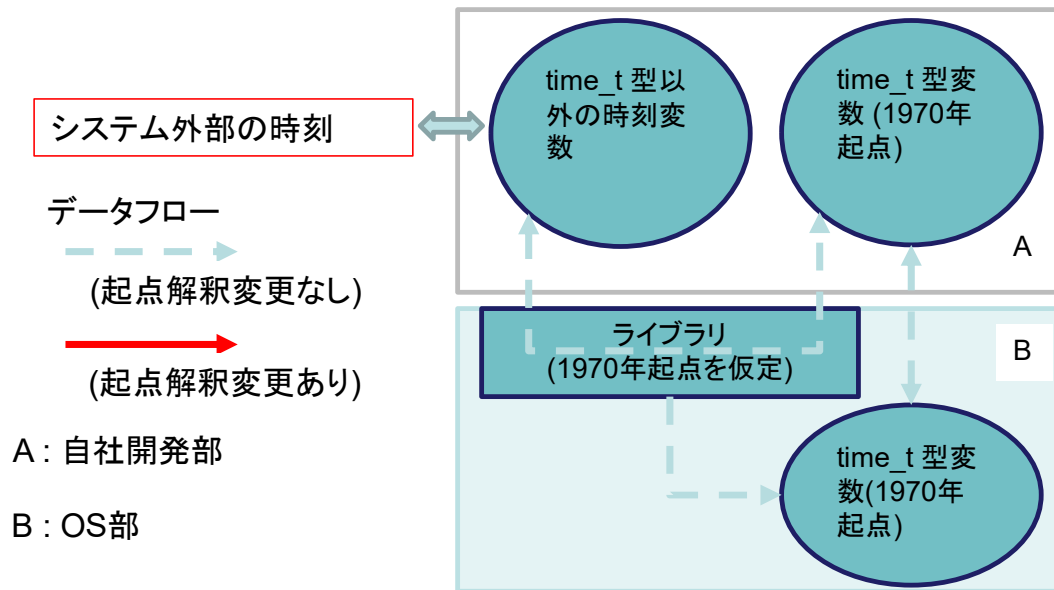 time_t 型以
外の時刻変
数
time_t 型変
数 (1970年
起点)
システム外部の時刻
データフロー
(起点解釈変更なし)
(起点解釈変更あり)
A : 自社開発部
B : OS部
A
ライブラリ
(1970年起点を仮定)
B
time_t 型変
数(1970年
起点)